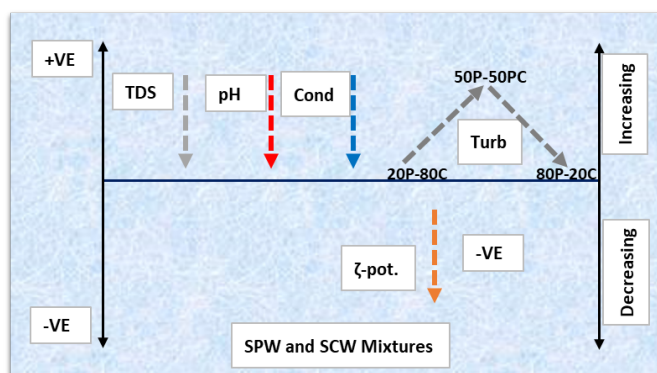 +VE
TDS
pH
Cond
50P-50PC
Turb
Increasing
20P-80C
80P-20C
ζ-pot.
-VE
Decreasing
-VE
SPW and SCW Mixtures